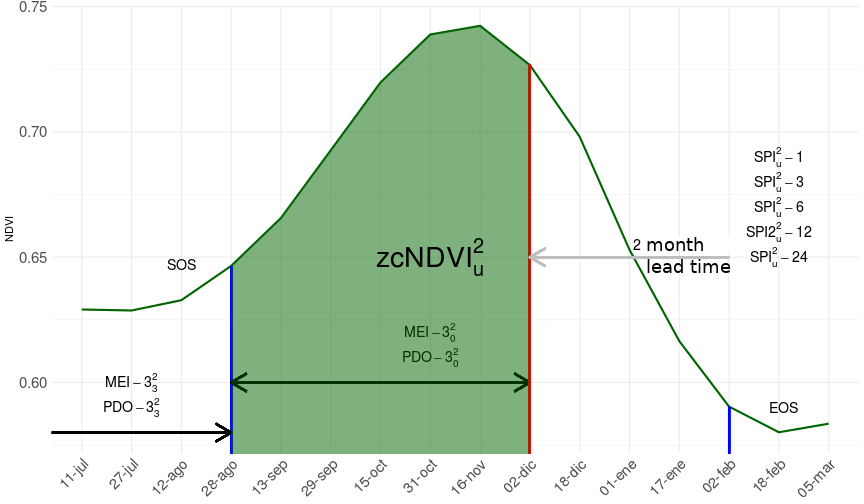 0.75
0.70
0.65
0.60
NDVI
SOS
zcNDVI²ᵤ
MEI – 3²₀
PDO – 3²₀
MEI – 3²₃
PDO – 3²₃
2 month
lead time
SPI²ᵤ – 1
SPI²ᵤ – 3
SPI²ᵤ – 6
SPI2²ᵤ – 12
SPI²ᵤ – 24
EOS
11-jul 27-jul 12-ago 28-ago 13-sep 29-sep 15-oct 31-oct 16-nov 02-dic 18-dic 01-ene 17-ene 02-feb 18-feb 05-mar